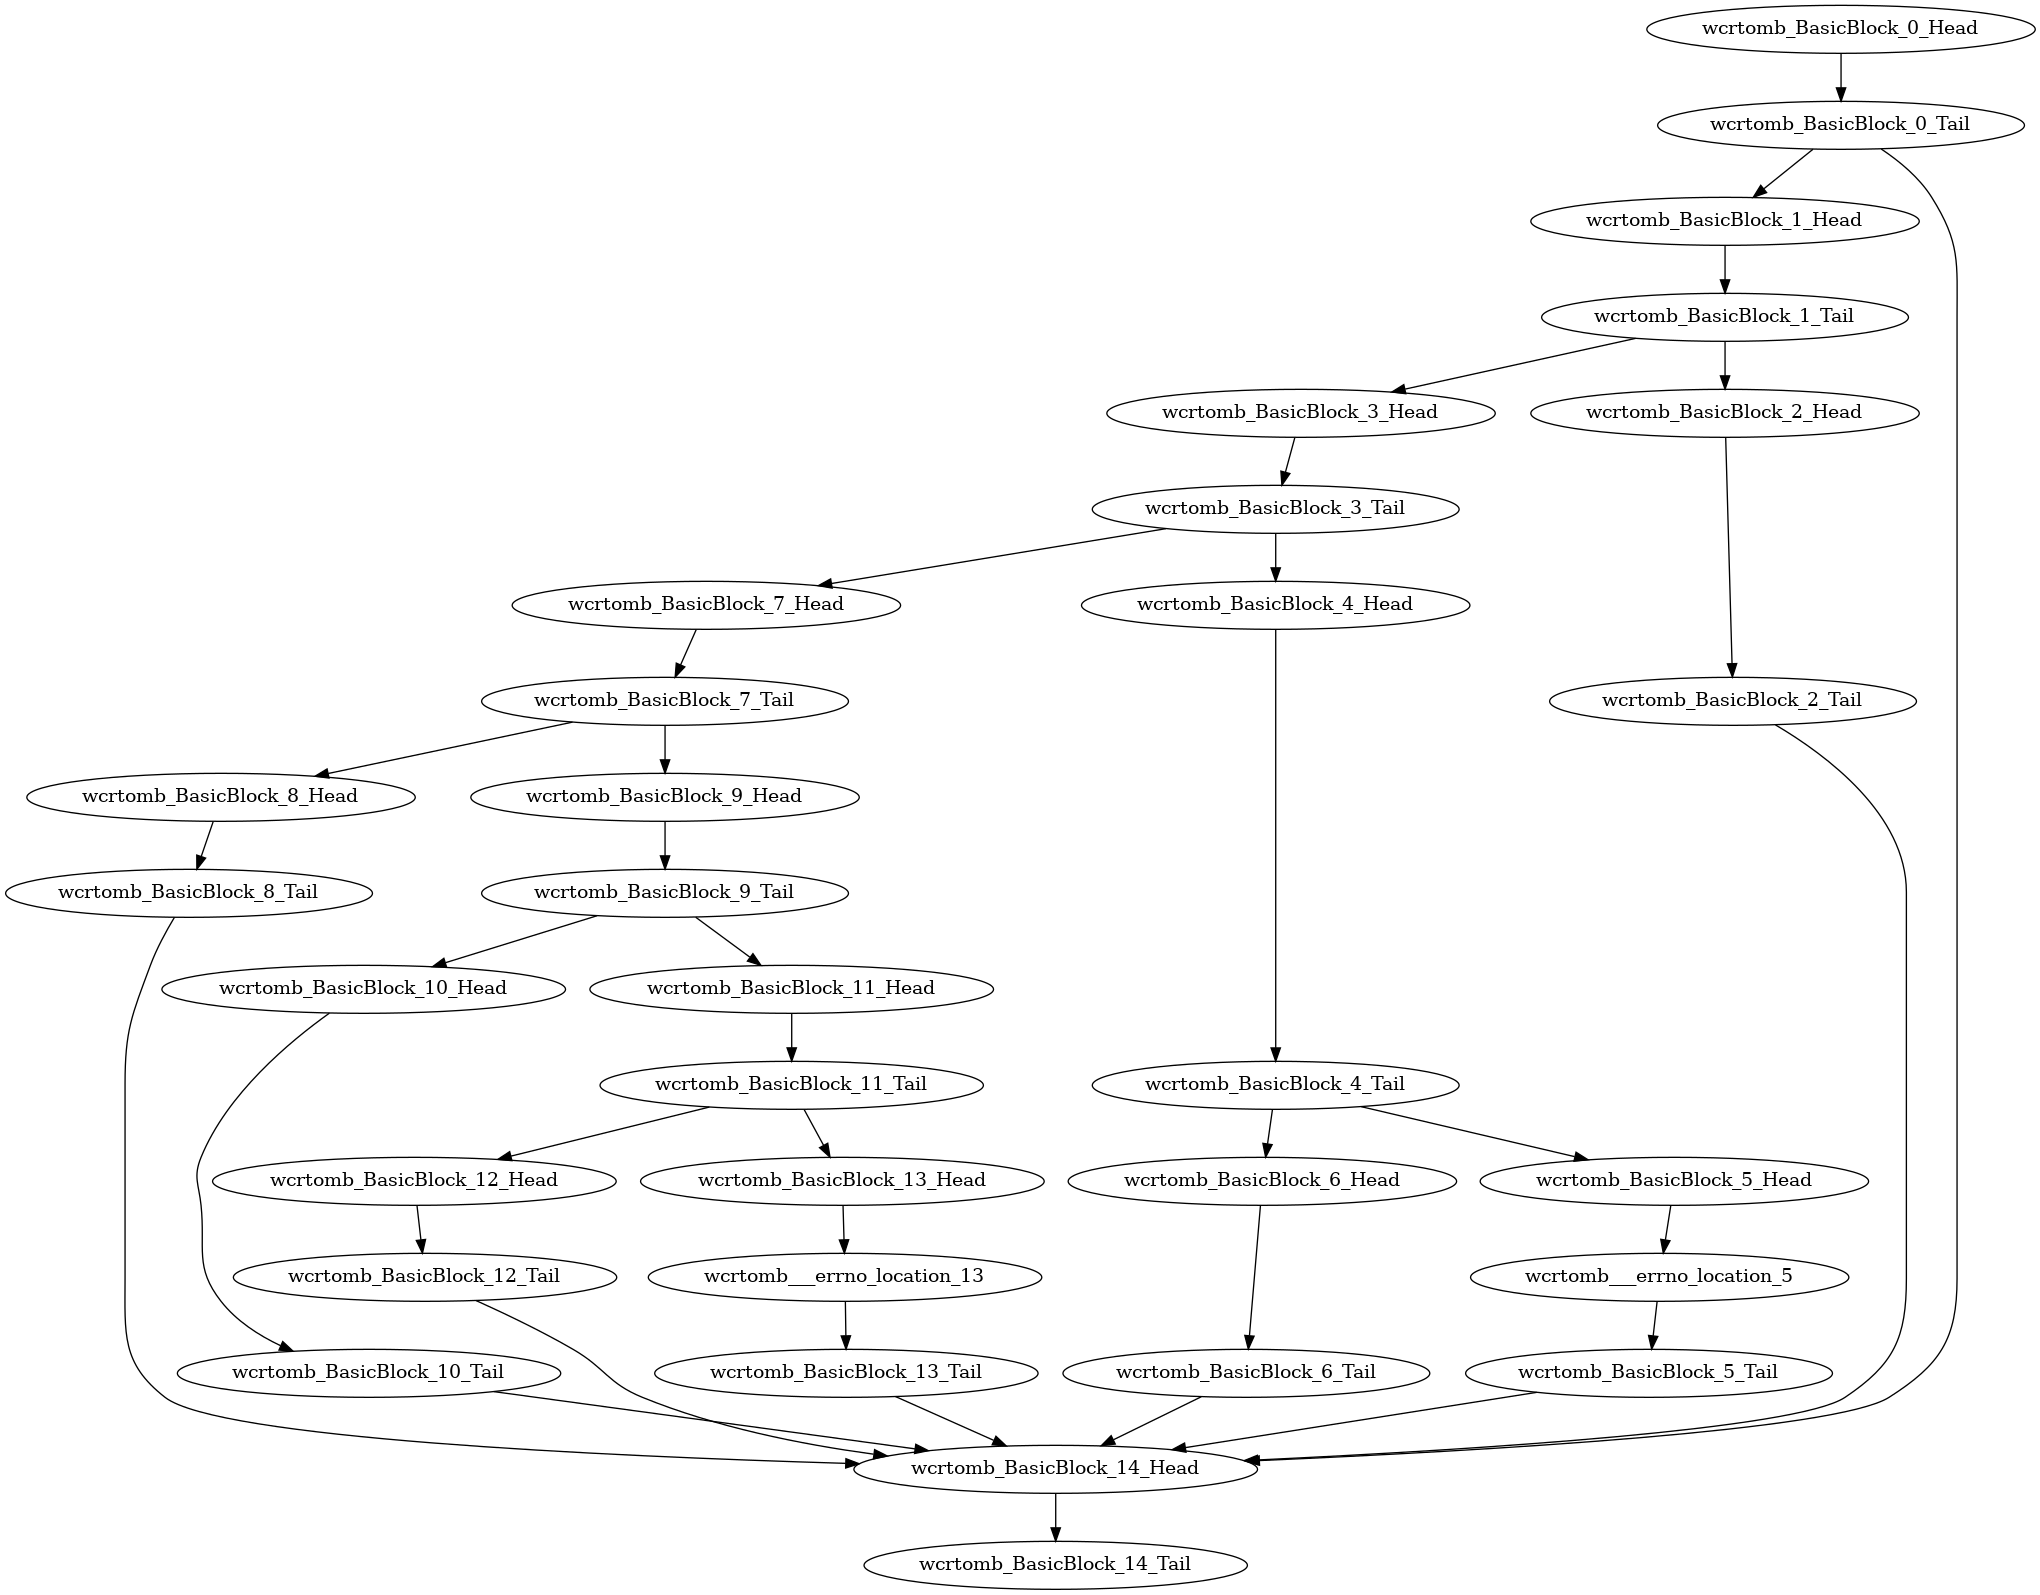 wcrtomb_BasicBlock_0_Head
wcrtomb_BasicBlock_0_Tail
wcrtomb_BasicBlock_1_Head
wcrtomb_BasicBlock_1_Tail
wcrtomb_BasicBlock_3_Head
wcrtomb_BasicBlock_2_Head
wcrtomb_BasicBlock_3_Tail
wcrtomb_BasicBlock_7_Head
wcrtomb_BasicBlock_4_Head
wcrtomb_BasicBlock_7_Tail
wcrtomb_BasicBlock_2_Tail
wcrtomb_BasicBlock_8_Head
wcrtomb_BasicBlock_9_Head
wcrtomb_BasicBlock_8_Tail
wcrtomb_BasicBlock_9_Tail
wcrtomb_BasicBlock_10_Head
wcrtomb_BasicBlock_11_Head
wcrtomb_BasicBlock_11_Tail
wcrtomb_BasicBlock_4_Tail
wcrtomb_BasicBlock_12_Head
wcrtomb_BasicBlock_13_Head
wcrtomb_BasicBlock_6_Head
wcrtomb_BasicBlock_5_Head
wcrtomb_BasicBlock_12_Tail
wcrtomb___errno_location_13
wcrtomb___errno_location_5
wcrtomb_BasicBlock_10_Tail
wcrtomb_BasicBlock_13_Tail
wcrtomb_BasicBlock_6_Tail
wcrtomb_BasicBlock_5_Tail
wcrtomb_BasicBlock_14_Head
wcrtomb_BasicBlock_14_Tail